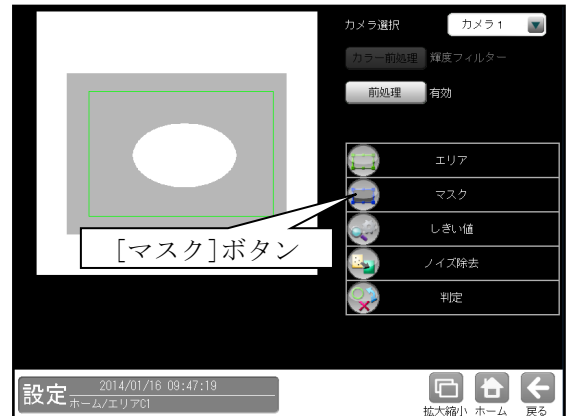 カメラ選択
カメラ1
カラー前処理
輝度フィルター
前処理
有効
エリア
マスク
しきい値
ノイズ除去
判定
[マスク]ボタン
設定
2014/01/16 09:47:19
ホーム/エリアC1
拡大縮小
ホーム
戻る